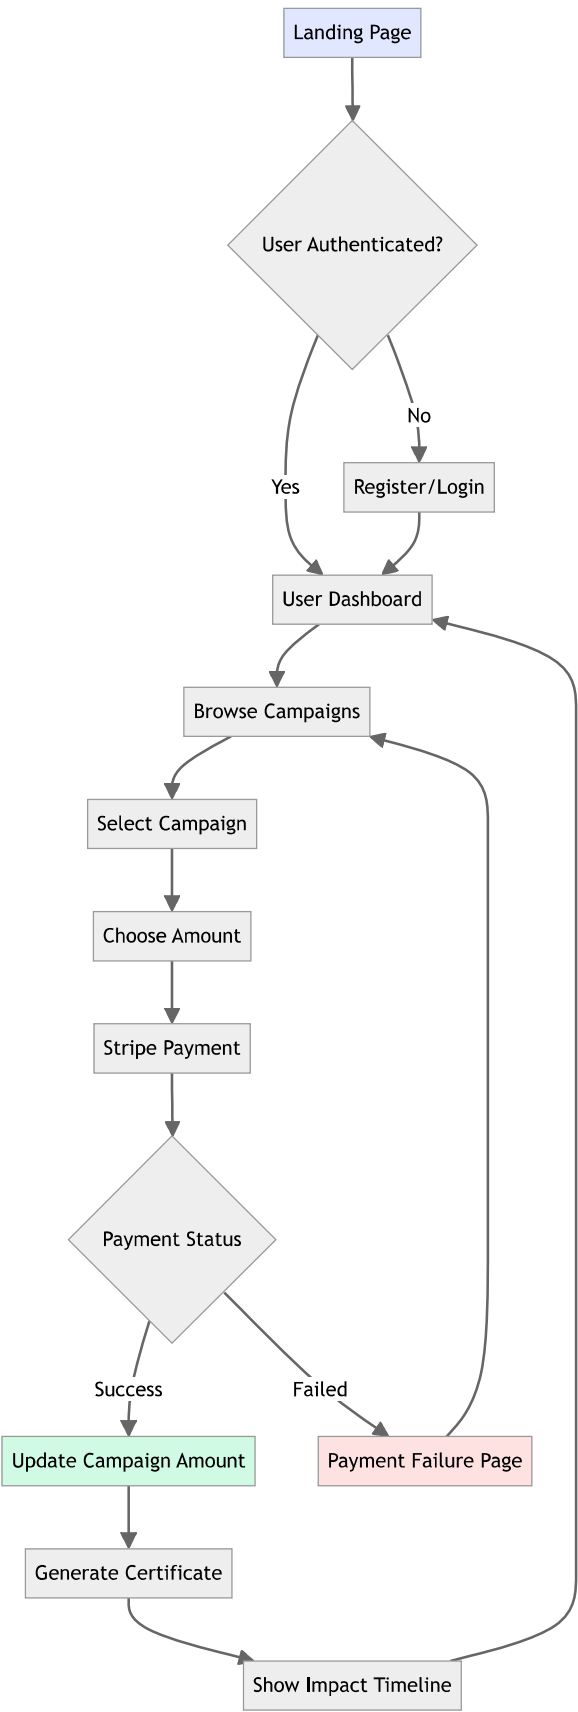 Landing Page
User Authenticated?
No
Yes
Register/Login
User Dashboard
Browse Campaigns
Select Campaign
Choose Amount
Stripe Payment
Payment Status
Success
Failed
Update Campaign Amount
Payment Failure Page
Generate Certificate
Show Impact Timeline